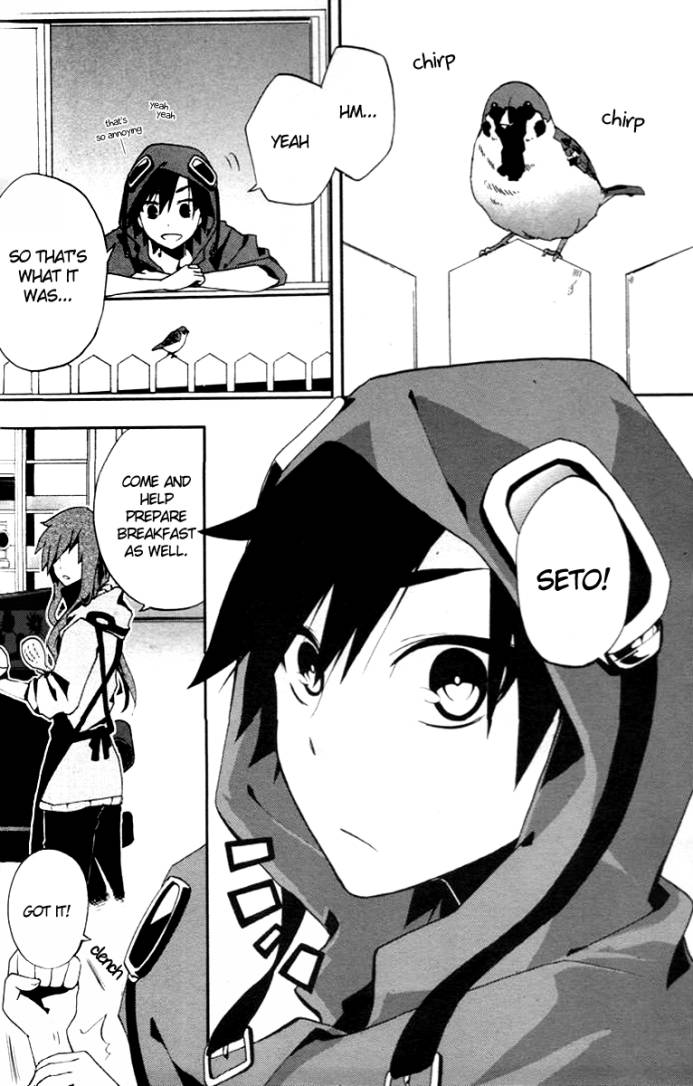 chirp
chirp
HM...
YEAH
yeah
yeah
that's
so annoying
SO THAT'S
WHAT IT
WAS...
SETO!
COME AND
HELP
PREPARE
BREAKFAST
AS WELL.
GOT IT!
clench